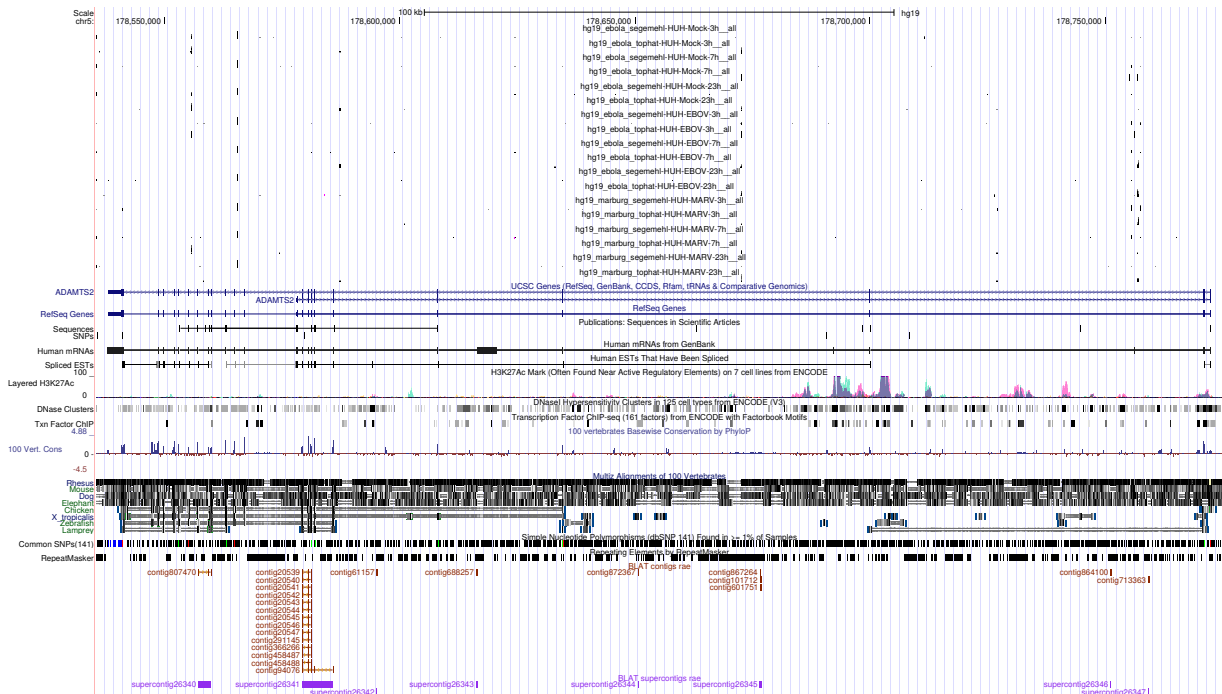 Scale 100 kb hg19
chr5: 178,550,000 178,600,000 178,650,000 178,700,000 178,750,000
hg19_ebola_segemehl-HUH-Mock-3h__all
hg19_ebola_tophat-HUH-Mock-3h__all
hg19_ebola_segemehl-HUH-Mock-7h__all
hg19_ebola_tophat-HUH-Mock-7h__all
hg19_ebola_segemehl-HUH-Mock-23h__all
hg19_ebola_tophat-HUH-Mock-23h__all
hg19_ebola_segemehl-HUH-EBOV-3h__all
hg19_ebola_tophat-HUH-EBOV-3h__all
hg19_ebola_segemehl-HUH-EBOV-7h__all
hg19_ebola_tophat-HUH-EBOV-7h__all
hg19_ebola_segemehl-HUH-EBOV-23h__all
hg19_ebola_tophat-HUH-EBOV-23h__all
hg19_marburg_segemehl-HUH-MARV-3h__all
hg19_marburg_tophat-HUH-MARV-3h__all
hg19_marburg_segemehl-HUH-MARV-7h__all
hg19_marburg_tophat-HUH-MARV-7h__all
hg19_marburg_segemehl-HUH-MARV-23h__all
hg19_marburg_tophat-HUH-MARV-23h__all
UCSC Genes (RefSeq, GenBank, CCDS, Rfam, tRNAs & Comparative Genomics)
ADAMTS2
ADAMTS2
RefSeq Genes
RefSeq Genes
Publications: Sequences in Scientific Articles
Sequences
SNPs
Human mRNAs from GenBank
Human mRNAs
Human ESTs That Have Been Spliced
Spliced ESTs
H3K27Ac Mark (Often Found Near Active Regulatory Elements) on 7 cell lines from ENCODE
100
Layered H3K27Ac
0
DNaseI Hypersensitivity Clusters in 125 cell types from ENCODE (V3)
DNase Clusters
Transcription Factor ChIP-seq (161 factors) from ENCODE with Factorbook Motifs
Txn Factor ChIP
100 vertebrates Basewise Conservation by PhyloP
4.88
100 Vert. Cons
0
-4.5
Multiz Alignments of 100 Vertebrates
Rhesus
Mouse
Dog
Elephant
Chicken
X_tropicalis
Zebrafish
Lamprey
Simple Nucleotide Polymorphisms (dbSNP 141) Found in >= 1% of Samples
Common SNPs(141)
Repeating Elements by RepeatMasker
RepeatMasker
BLAT contigs rae
contig807470 contig20539 contig61157 contig688257 contig872367 contig867264 contig864100
contig20540 contig101712 contig713363
contig20541 contig601751
contig20542
contig20543
contig20544
contig20545
contig20546
contig20547
contig291145
contig366266
contig458487
contig458488
contig94076
BLAT supercontigs rae
supercontig26340 supercontig26341 supercontig26343 supercontig26344 supercontig26345 supercontig26346
supercontig26342 supercontig26347